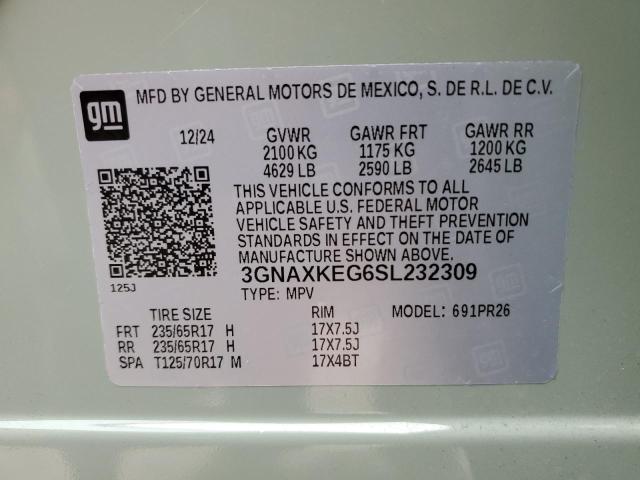 gm
MFD BY GENERAL MOTORS DE MEXICO, S. DE R.L. DE C.V.
12/24 GVWR GAWR FRT GAWR RR
2100 KG 1175 KG 1200 KG
4629 LB 2590 LB 2645 LB
THIS VEHICLE CONFORMS TO ALL
APPLICABLE U.S. FEDERAL MOTOR
VEHICLE SAFETY AND THEFT PREVENTION
STANDARDS IN EFFECT ON THE DATE OF
MANUFACTURE SHOWN ABOVE.
3GNAXKEG6SL232309
125J TYPE: MPV
TIRE SIZE RIM MODEL: 691PR26
FRT 235/65R17 H 17X7.5J
RR 235/65R17 H 17X7.5J
SPA T125/70R17 M 17X4BT